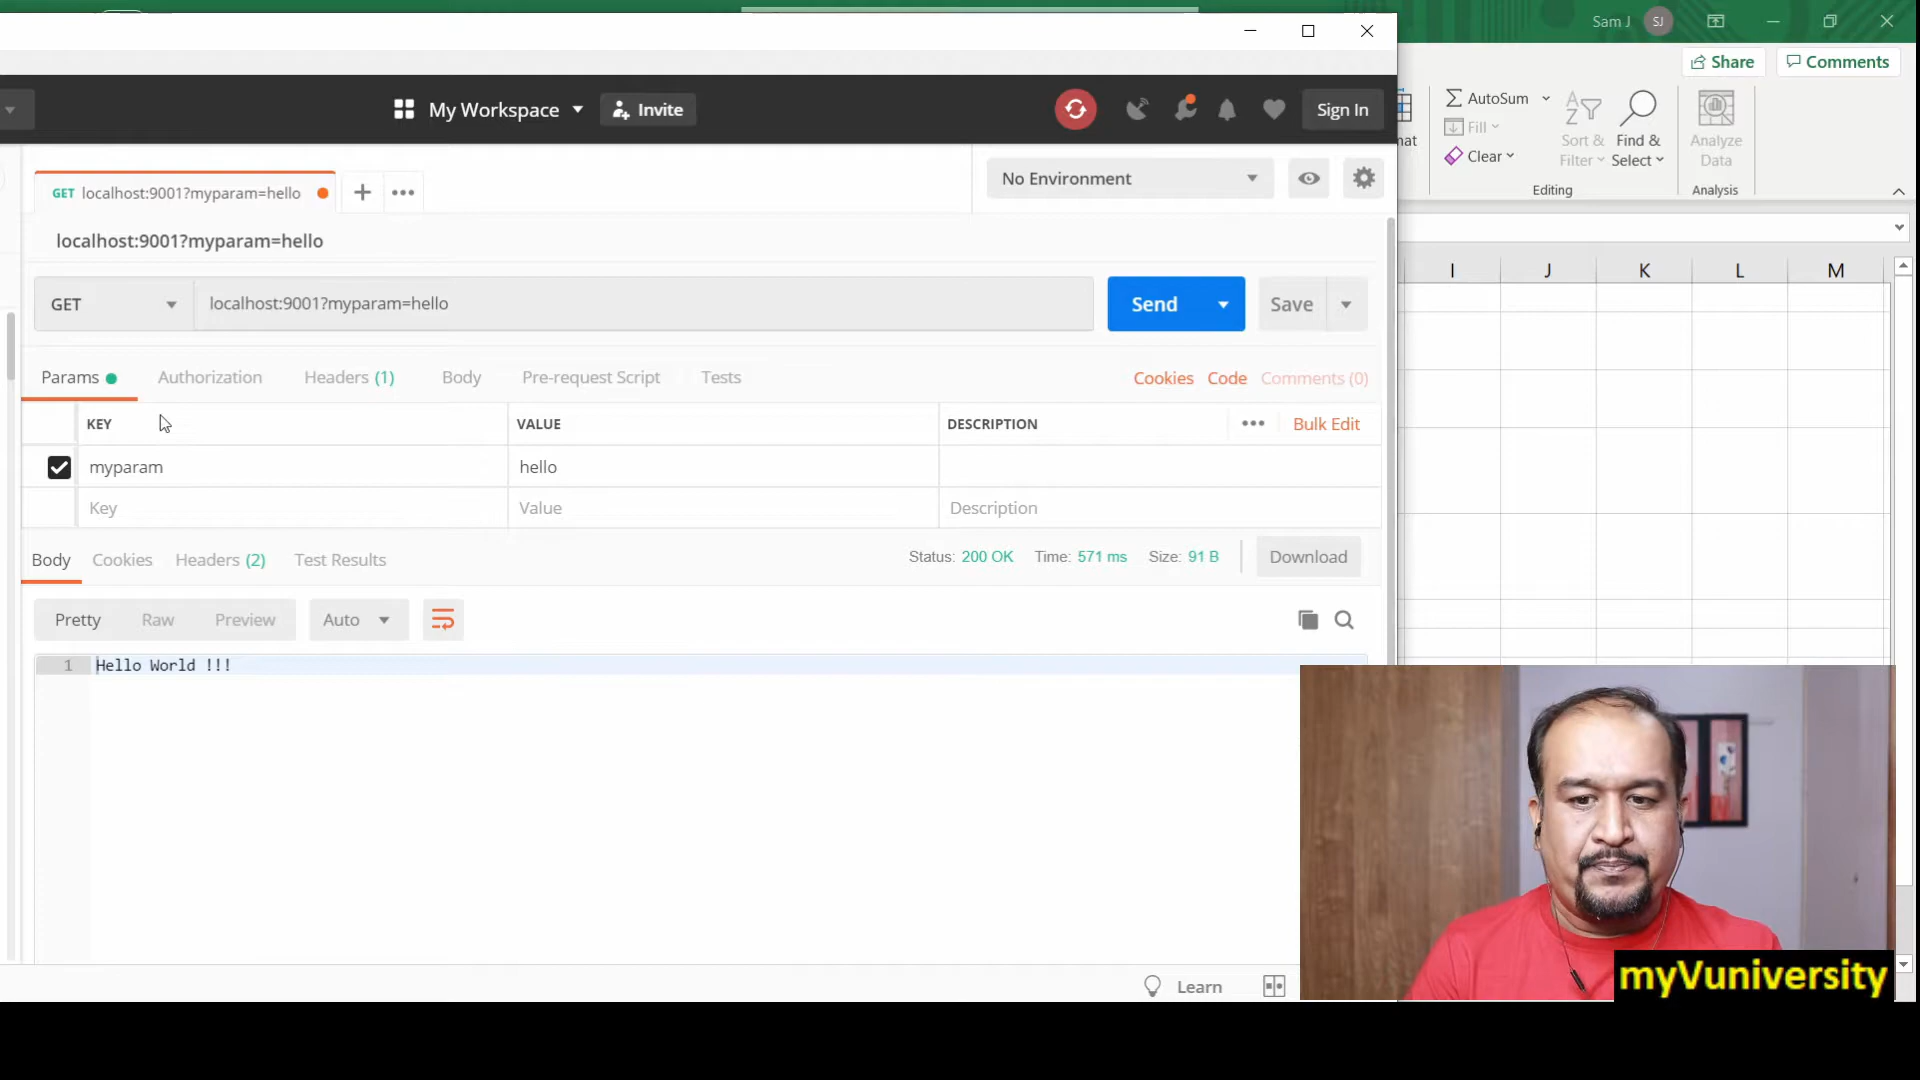 Sam J
SJ
Share
Comments
My Workspace
Invite
Sign In
AutoSum
Fill
Clear
Sort &
Filter
Find &
Select
Analyze
Data
mat
Editing
Analysis
GET localhost:9001?myparam=hello
No Environment
localhost:9001?myparam=hello
GET
localhost:9001?myparam=hello
Send
Save
I J K L M
Params
Authorization
Headers (1)
Body
Pre-request Script
Tests
Cookies
Code
Comments (0)
KEY
VALUE
DESCRIPTION
Bulk Edit
myparam
hello
Key
Value
Description
Body
Cookies
Headers (2)
Test Results
Status: 200 OK
Time: 571 ms
Size: 91 B
Download
Pretty
Raw
Preview
Auto
1 Hello World !!!
Learn
myVuniversity